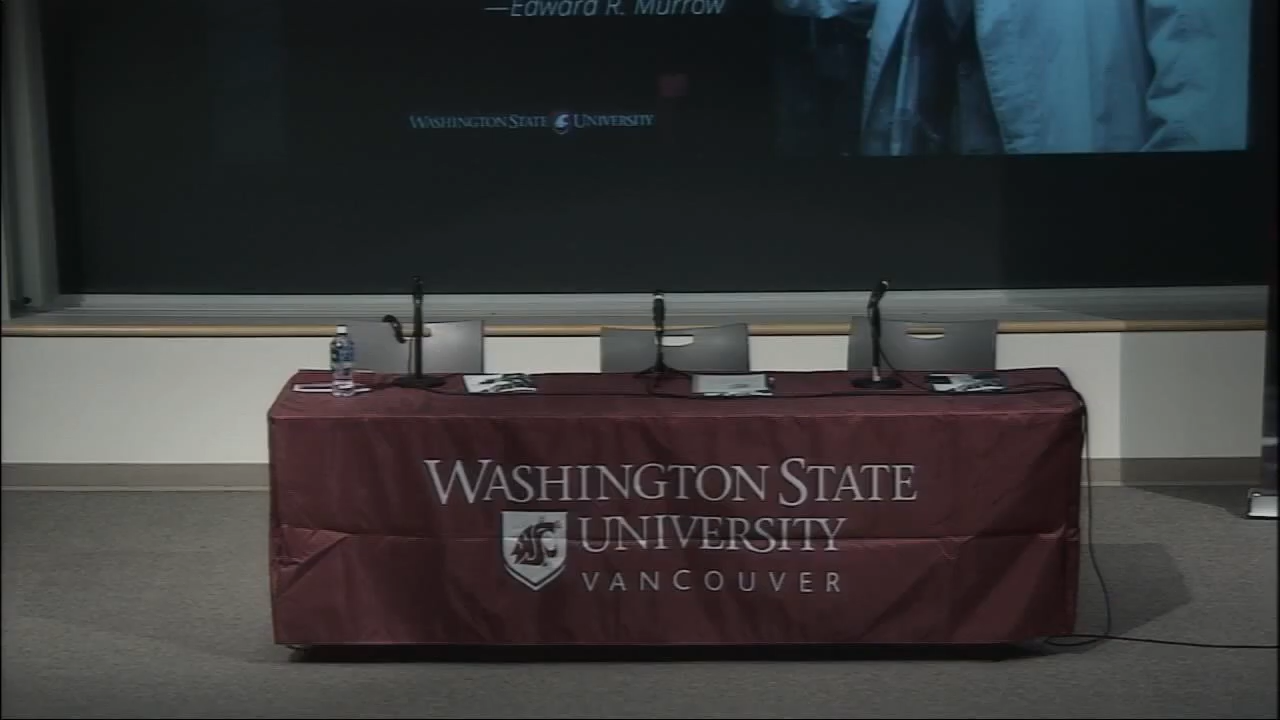 —Edward R. Murrow
WASHINGTON STATE UNIVERSITY
WASHINGTON STATE
UNIVERSITY
VANCOUVER